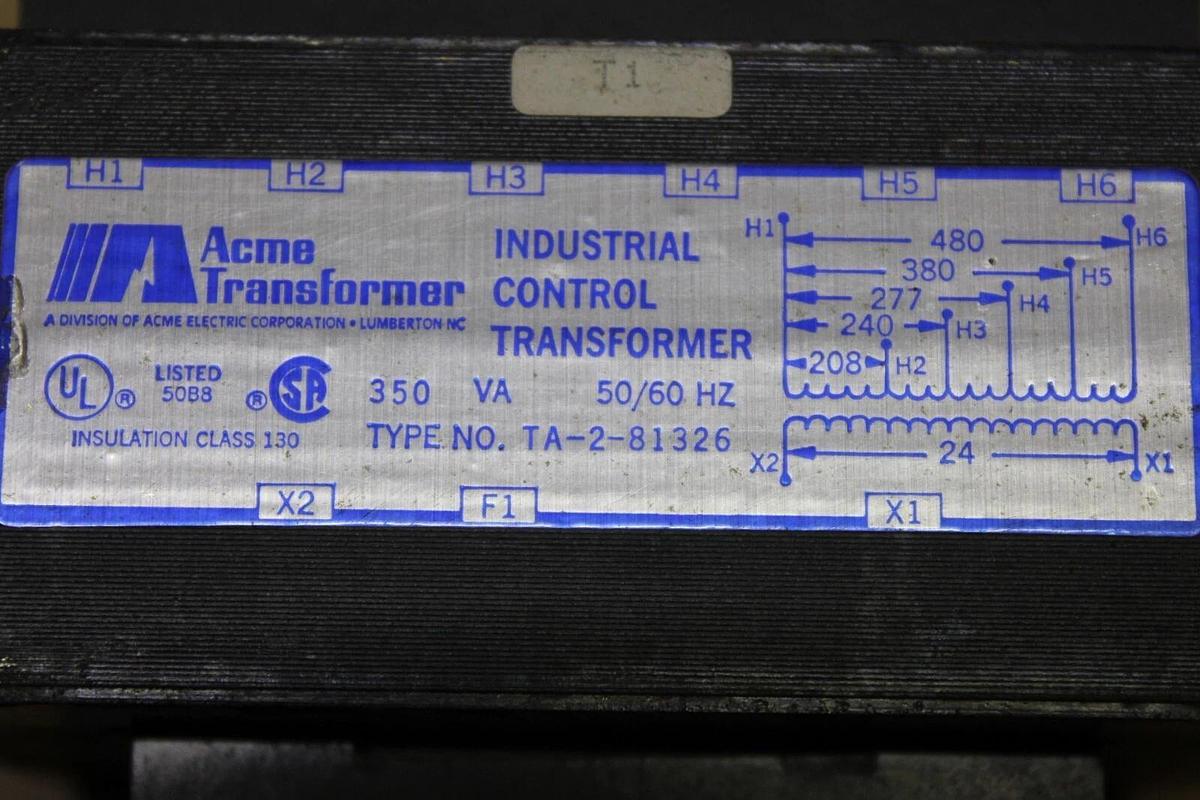 T1
H1 H2 H3 H4 H5 H6
Acme
Transformer
A DIVISION OF ACME ELECTRIC CORPORATION • LUMBERTON NC
UL ®
LISTED
50B8
® SA
INSULATION CLASS 130
INDUSTRIAL
CONTROL
TRANSFORMER
350 VA 50/60 HZ
TYPE NO. TA-2-81326
H1 480 H6
380 H5
277 H4
240 H3
208 H2
X2 24 X1
X2 F1 X1